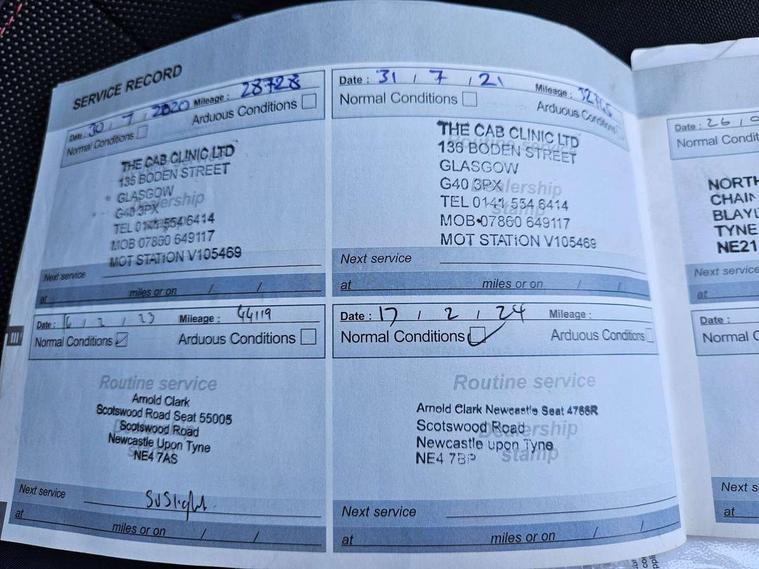 SERVICE RECORD
Date: 30 / 7 / 2020 Mileage: 28728
Normal Conditions Arduous Conditions
THE CAB CLINIC LTD
136 BODEN STREET
GLASGOW
G40 3PX
TEL 0141 554 6414
MOB 07860 649117
MOT STATION V105469
Next service
at miles or on / /
Date: 31 / 7 / 21 Mileage:
Normal Conditions Arduous Conditions
THE CAB CLINIC LTD
136 BODEN STREET
GLASGOW
G40 3PX
Dealership
TEL 0141 554 6414
stamp
MOB 07860 649117
MOT STATION V105469
Next service
at miles or on / /
Date: 2 / 23 Mileage: 44119
Normal Conditions Arduous Conditions
Routine service
Arnold Clark
Scotswood Road Seat 55005
Scotswood Road
Newcastle Upon Tyne
NE4 7AS
Next service
at miles or on / /
Date: 17 / 2 / 24 Mileage:
Normal Conditions Arduous Conditions
Routine service
Arnold Clark Newcastle Seat 4766R
Scotswood Road
Dealership
Newcastle upon Tyne
stamp
NE4 7BP
Next service
at miles or on / /
Date: 26 /
Normal Condit
NORTH
CHAIN
BLAYD
TYNE
NE21
Next service
at
Date:
Normal C
Next s
at